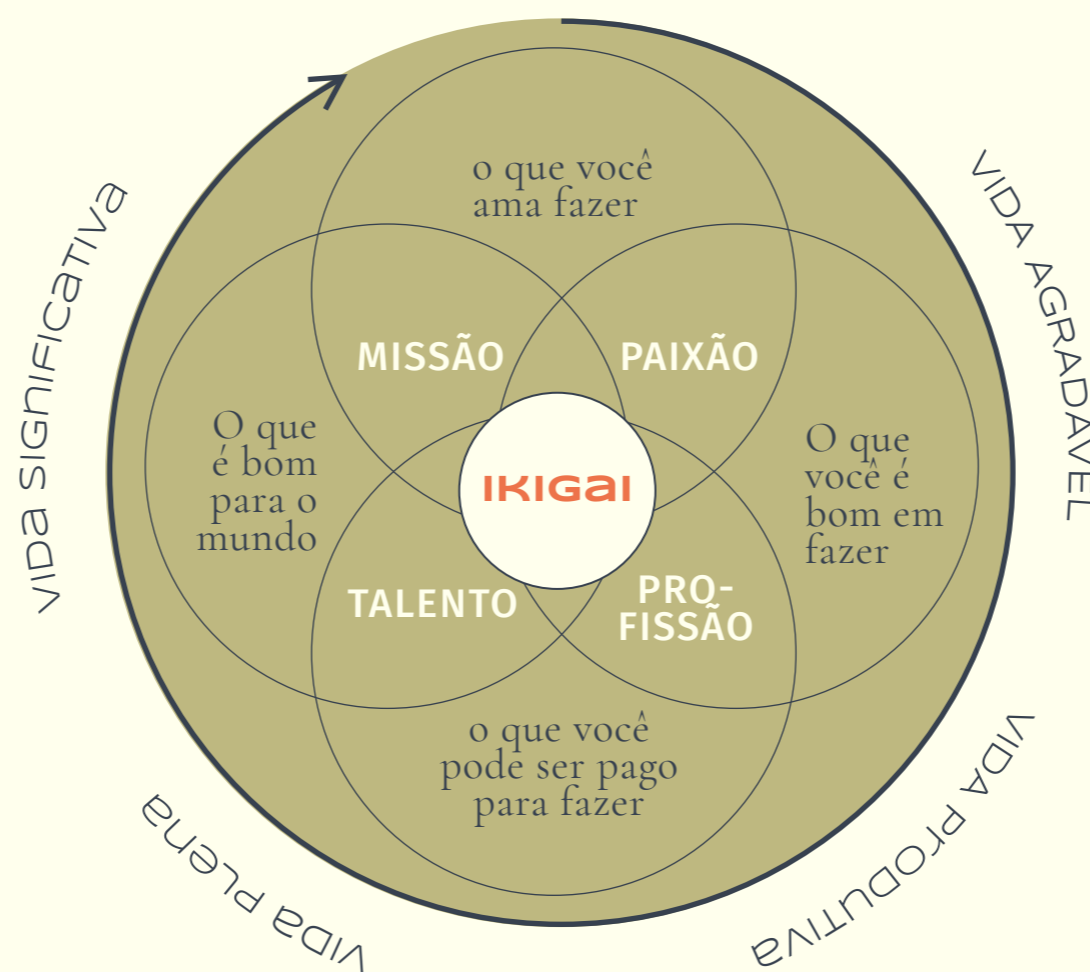 o que você
ama fazer
VIDA AGRADÁVEL
VIDA SIGNIFICATIVA
MISSÃO
PAIXÃO
O que
é bom
para o
mundo
IKIGAI
O que
você é
bom em
fazer
TALENTO
PRO-
FISSÃO
o que você
pode ser pago
para fazer
VIDA PLENA
VIDA PRODUTIVA